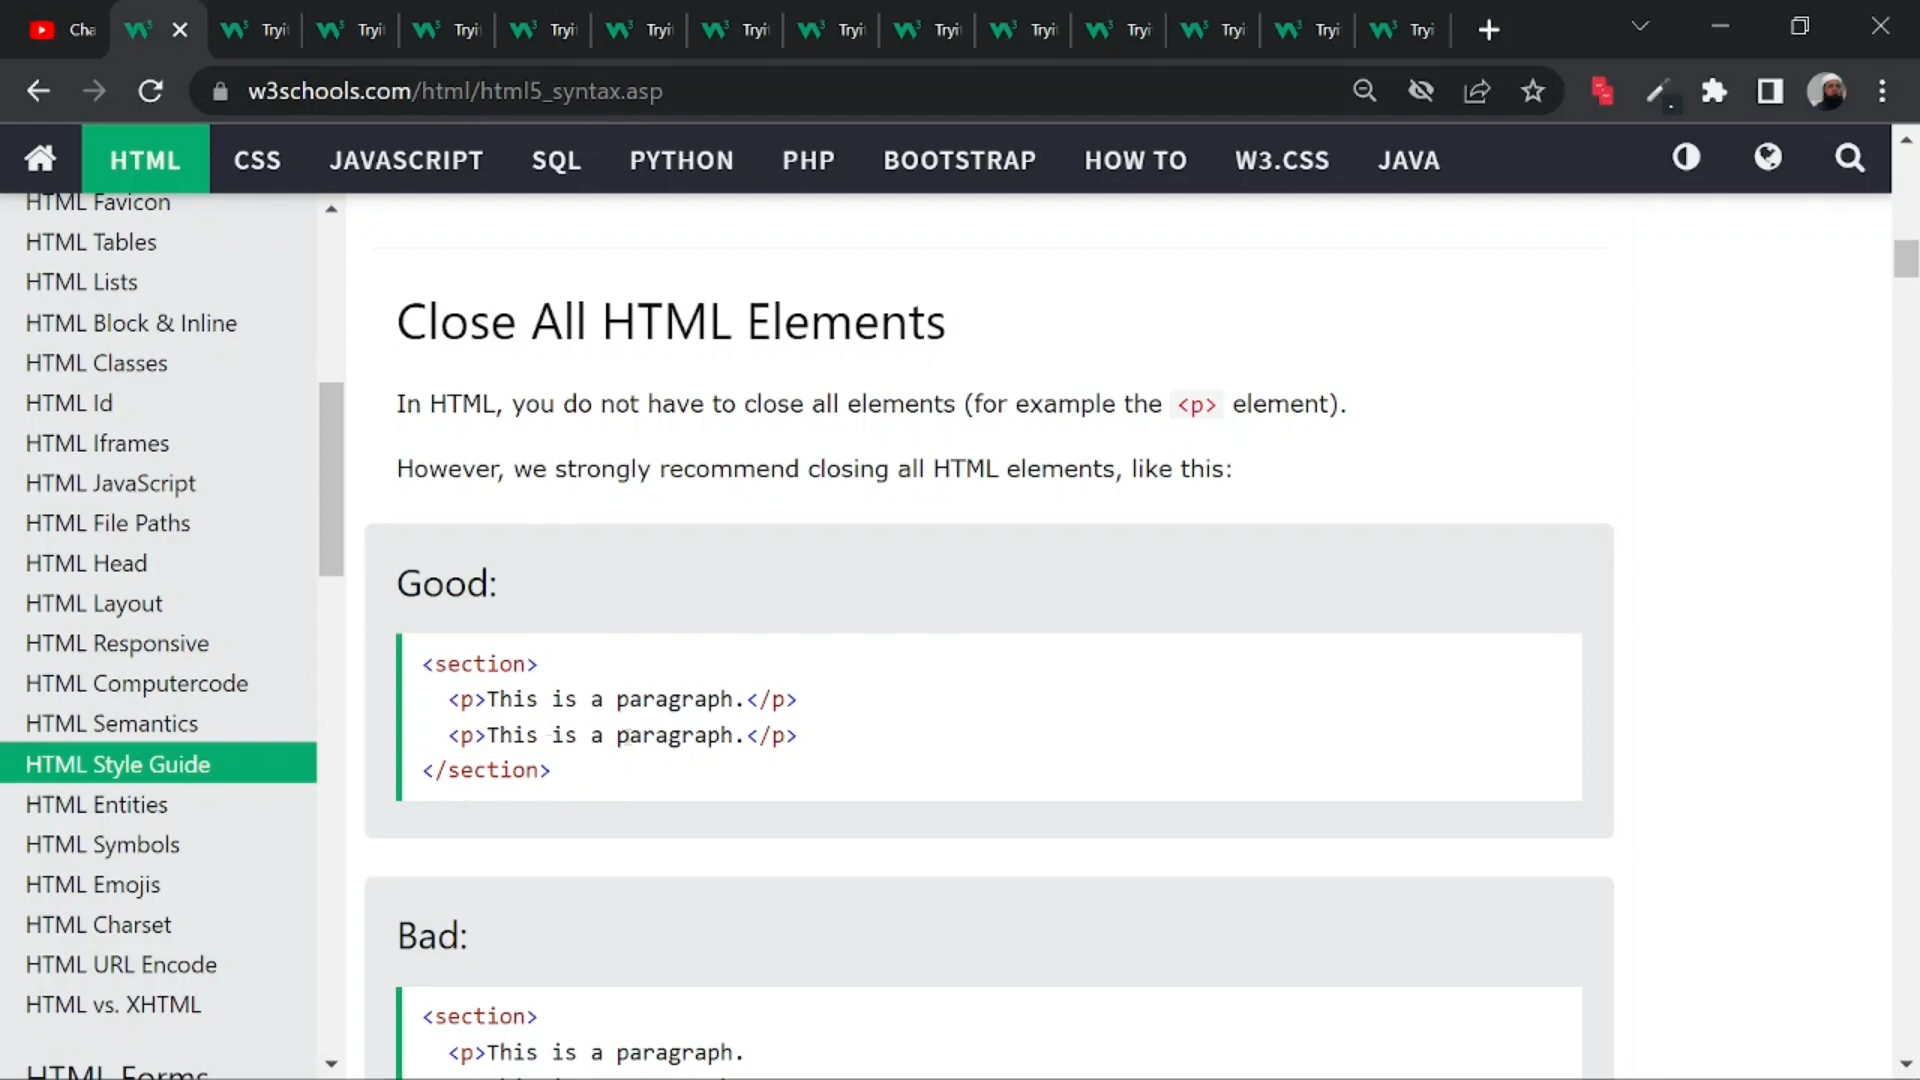 Cha
Tryi
Tryi
Tryi
Tryi
Tryi
Tryi
Tryi
Tryi
Tryi
Tryi
Tryi
Tryi
Tryi
w3schools.com/html/html5_syntax.asp
HTML CSS JAVASCRIPT SQL PYTHON PHP BOOTSTRAP HOW TO W3.CSS JAVA
HTML Favicon
HTML Tables
HTML Lists
HTML Block & Inline
HTML Classes
HTML Id
HTML Iframes
HTML JavaScript
HTML File Paths
HTML Head
HTML Layout
HTML Responsive
HTML Computercode
HTML Semantics
HTML Style Guide
HTML Entities
HTML Symbols
HTML Emojis
HTML Charset
HTML URL Encode
HTML vs. XHTML
HTML Forms
Close All HTML Elements
In HTML, you do not have to close all elements (for example the <p> element).
However, we strongly recommend closing all HTML elements, like this:
Good:
<section>
<p>This is a paragraph.</p>
<p>This is a paragraph.</p>
</section>
Bad:
<section>
<p>This is a paragraph.